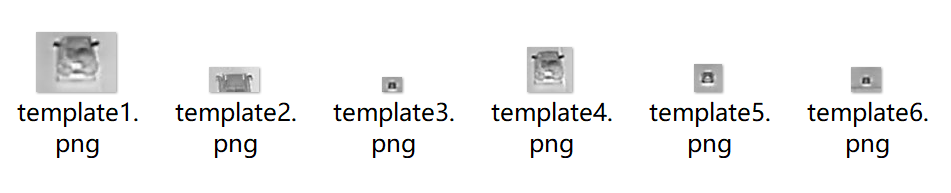 template1.png
template2.png
template3.png
template4.png
template5.png
template6.png